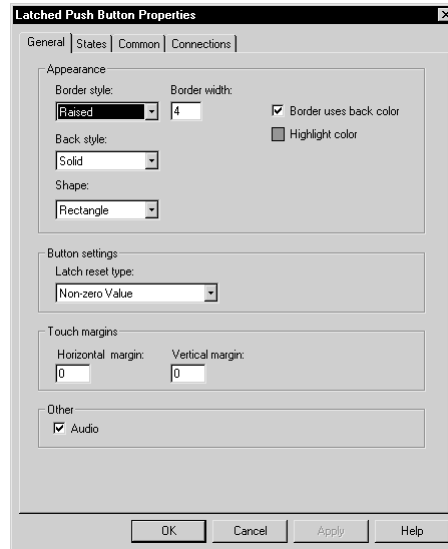 Latched Push Button Properties
General States Common Connections
Appearance
Border style: Border width:
Raised 4 Border uses back color
Back style: Highlight color
Solid
Shape:
Rectangle
Button settings
Latch reset type:
Non-zero Value
Touch margins
Horizontal margin: Vertical margin:
0 0
Other
Audio
OK Cancel Apply Help